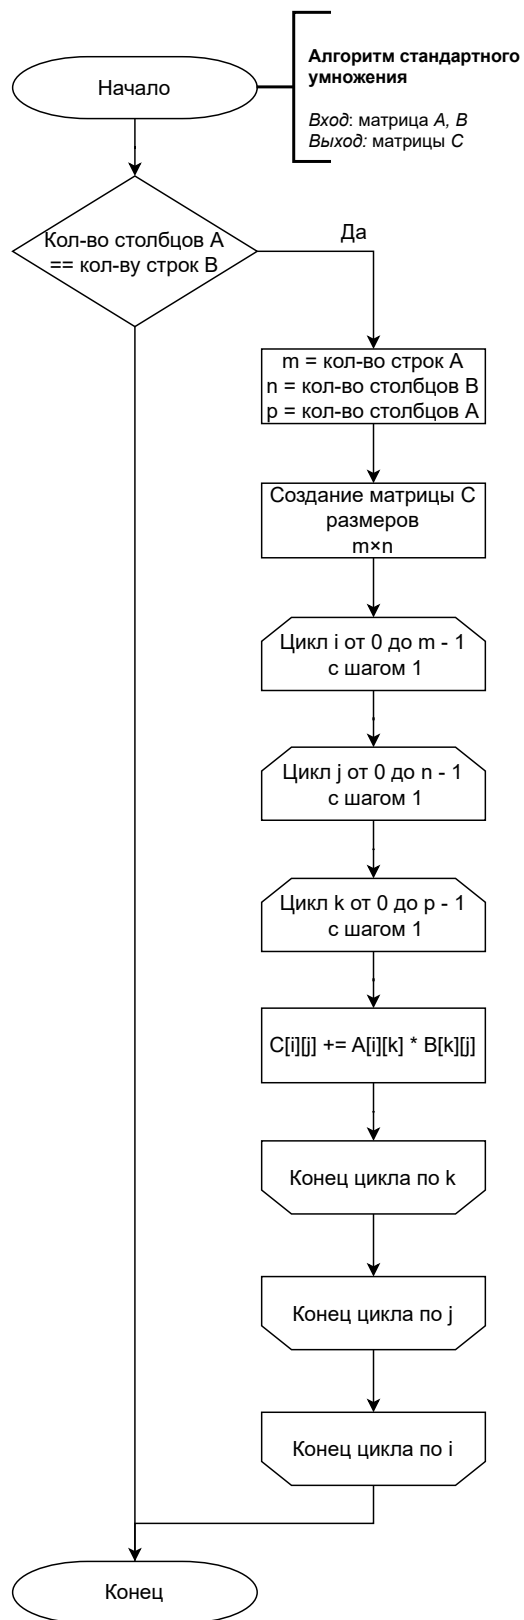 Алгоритм стандартного
умножения
Вход: матрица A, B
Выход: матрицы C
Начало
Кол-во столбцов A
== кол-ву строк B
Да
m = кол-во строк A
n = кол-во столбцов B
p = кол-во столбцов A
Создание матрицы C
размеров
m×n
Цикл i от 0 до m - 1
с шагом 1
Цикл j от 0 до n - 1
с шагом 1
Цикл k от 0 до p - 1
с шагом 1
C[i][j] += A[i][k] * B[k][j]
Конец цикла по k
Конец цикла по j
Конец цикла по i
Конец